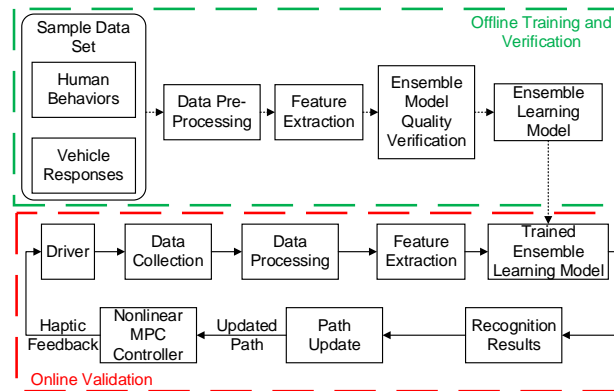 Offline Training and
Verification
Sample Data
Set
Human
Behaviors
Vehicle
Responses
Data Pre-
Processing
Feature
Extraction
Ensemble
Model
Quality
Verification
Ensemble
Learning
Model
Driver
Data
Collection
Data
Processing
Feature
Extraction
Trained
Ensemble
Learning Model
Haptic
Feedback
Nonlinear
MPC
Controller
Updated
Path
Path
Update
Recognition
Results
Online Validation